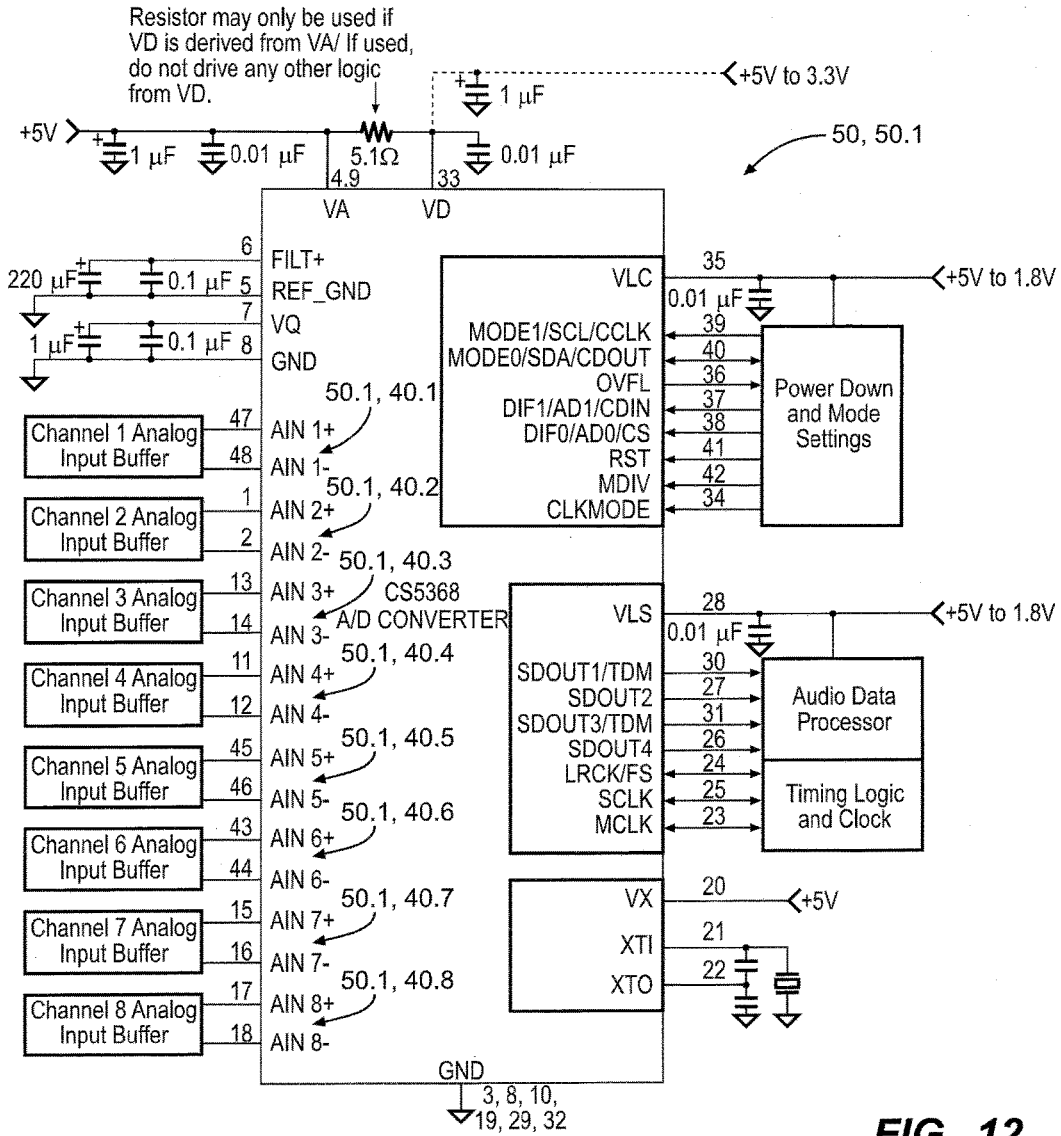 Resistor may only be used if
VD is derived from VA/ If used,
do not drive any other logic
from VD.
+5V to 3.3V
+ 1 µF
+5V
+ 1 µF
0.01 µF
5.1Ω
0.01 µF
50, 50.1
4.9
33
VA
VD
6
FILT+
220 µF +
0.1 µF
5
REF_GND
7
VQ
1 µF +
0.1 µF
8
GND
VLC
35
+5V to 1.8V
0.01 µF
MODE1/SCL/CCLK
39
MODE0/SDA/CDOUT
40
OVFL
36
DIF1/AD1/CDIN
37
DIF0/AD0/CS
38
RST
41
MDIV
42
CLKMODE
34
Power Down
and Mode
Settings
Channel 1 Analog
Input Buffer
47
AIN 1+
48
AIN 1-
50.1, 40.1
Channel 2 Analog
Input Buffer
1
AIN 2+
2
AIN 2-
50.1, 40.2
Channel 3 Analog
Input Buffer
13
AIN 3+
14
AIN 3-
50.1, 40.3
CS5368
A/D CONVERTER
Channel 4 Analog
Input Buffer
11
AIN 4+
12
AIN 4-
50.1, 40.4
Channel 5 Analog
Input Buffer
45
AIN 5+
46
AIN 5-
50.1, 40.5
Channel 6 Analog
Input Buffer
43
AIN 6+
44
AIN 6-
50.1, 40.6
Channel 7 Analog
Input Buffer
15
AIN 7+
16
AIN 7-
50.1, 40.7
Channel 8 Analog
Input Buffer
17
AIN 8+
18
AIN 8-
50.1, 40.8
VLS
28
+5V to 1.8V
0.01 µF
SDOUT1/TDM
30
SDOUT2
27
SDOUT3/TDM
31
SDOUT4
26
LRCK/FS
24
SCLK
25
MCLK
23
Audio Data
Processor
Timing Logic
and Clock
VX
20
+5V
XTI
21
XTO
22
GND
3, 8, 10,
19, 29, 32
FIG. 12